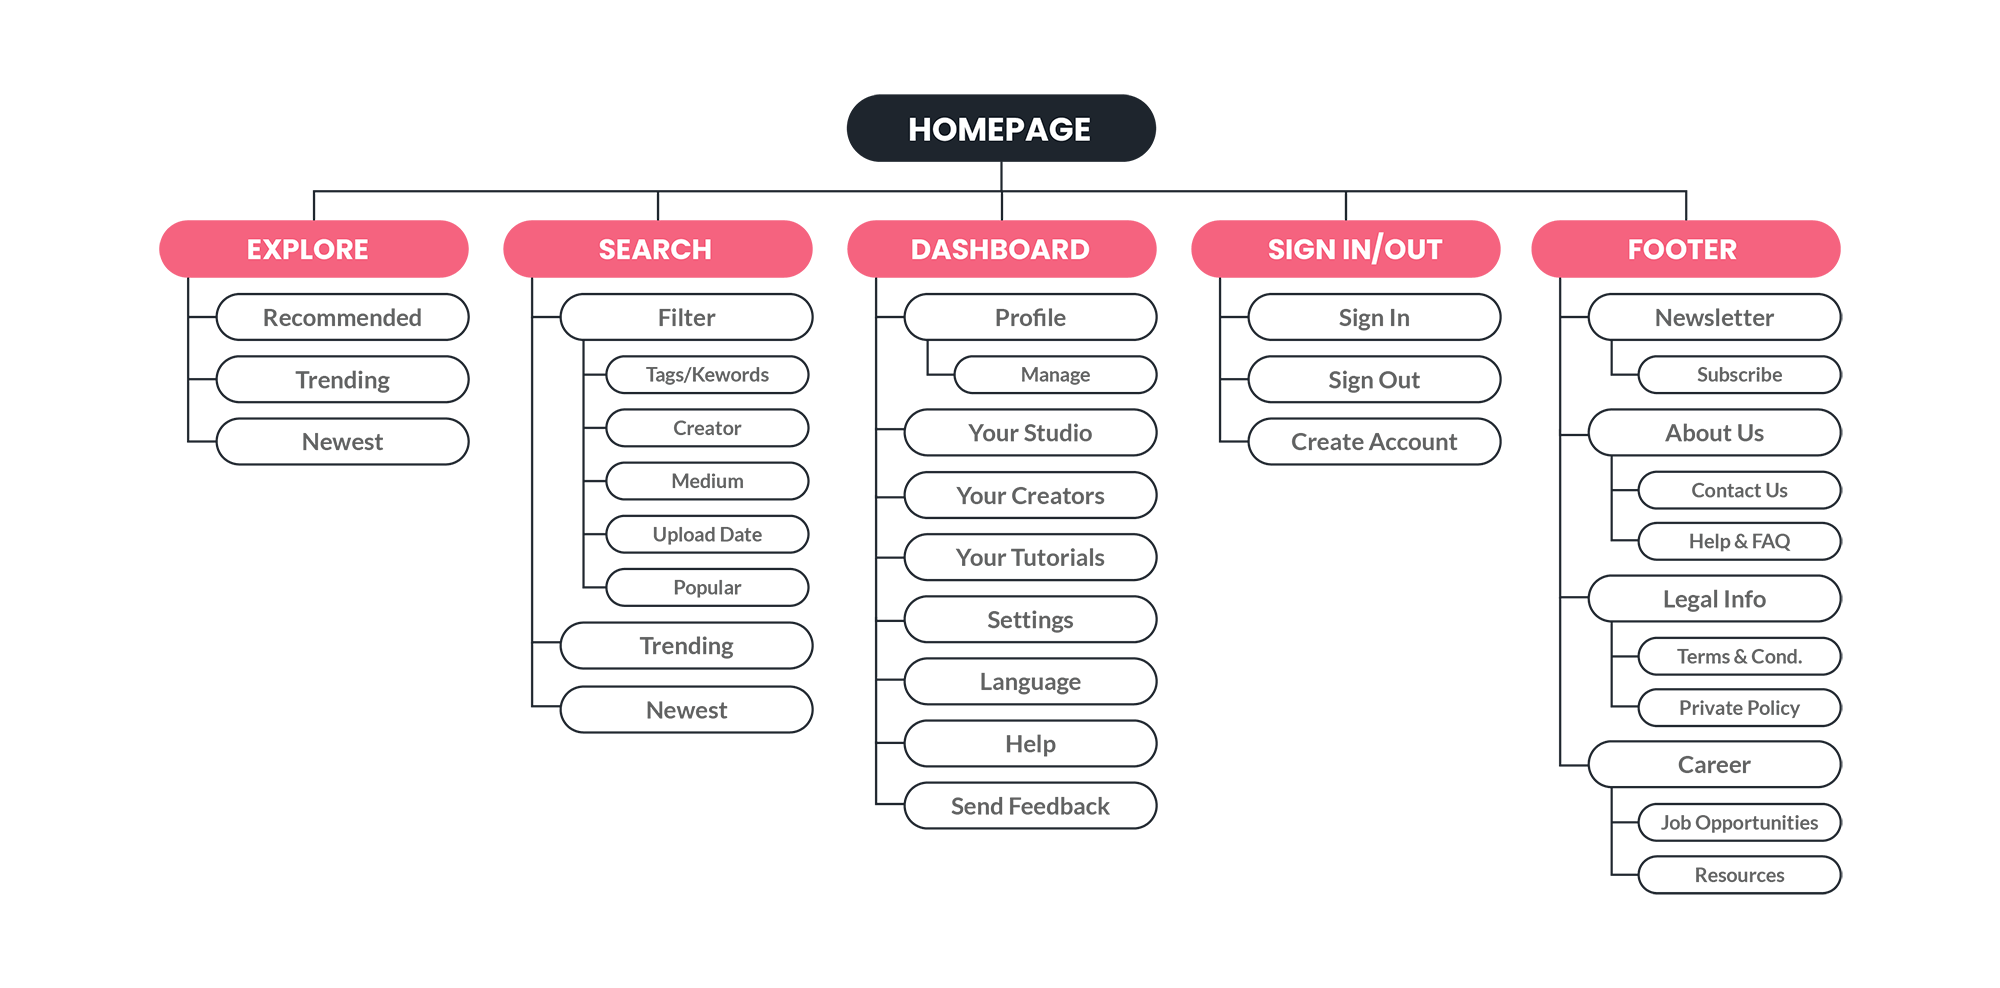 HOMEPAGE
EXPLORE
Recommended
Trending
Newest
SEARCH
Filter
Tags/Kewords
Creator
Medium
Upload Date
Popular
Trending
Newest
DASHBOARD
Profile
Manage
Your Studio
Your Creators
Your Tutorials
Settings
Language
Help
Send Feedback
SIGN IN/OUT
Sign In
Sign Out
Create Account
FOOTER
Newsletter
Subscribe
About Us
Contact Us
Help & FAQ
Legal Info
Terms & Cond.
Private Policy
Career
Job Opportunities
Resources